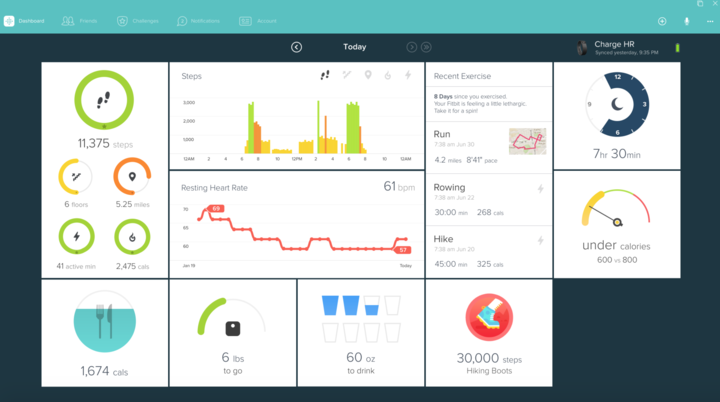 Dashboard
Friends
Challenges
Notifications
Account
Today
Charge HR
Synced yesterday, 9:35 PM
11,375 steps
6 floors
5.25 miles
41 active min
2,475 cals
Steps
3,000
2,000
1,000
12AM 2 4 6 8 10 12PM 2 4 6 8 10 12AM
Resting Heart Rate
61 bpm
70
65
60
69
57
Jan 19
Today
Recent Exercise
8 Days since you exercised.
Your Fitbit is feeling a little lethargic.
Take it for a spin!
Run
7:38 am Jun 30
4.2 miles 8'41" pace
Rowing
7:38 am Jun 22
30:00 min 268 cals
Hike
7:38 am Jun 20
45:00 min 325 cals
12
3
6
9
7hr 30min
under calories
600 vs 800
1,674 cals
6 lbs
to go
60 oz
to drink
30,000 steps
Hiking Boots